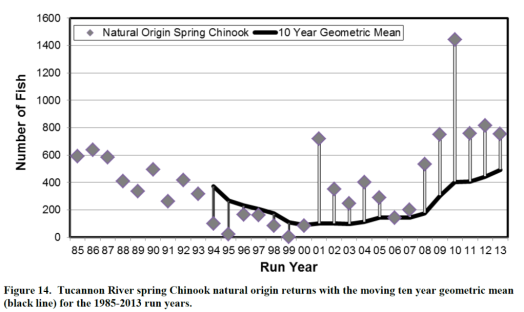 1600
1400
1200
1000
800
600
400
200
0
Number of Fish
Natural Origin Spring Chinook 10 Year Geometric Mean
85 86 87 88 89 90 91 92 93 94 95 96 97 98 99 00 01 02 03 04 05 06 07 08 09 10 11 12 13
Run Year
Figure 14. Tucannon River spring Chinook natural origin returns with the moving ten year geometric mean
(black line) for the 1985-2013 run years.